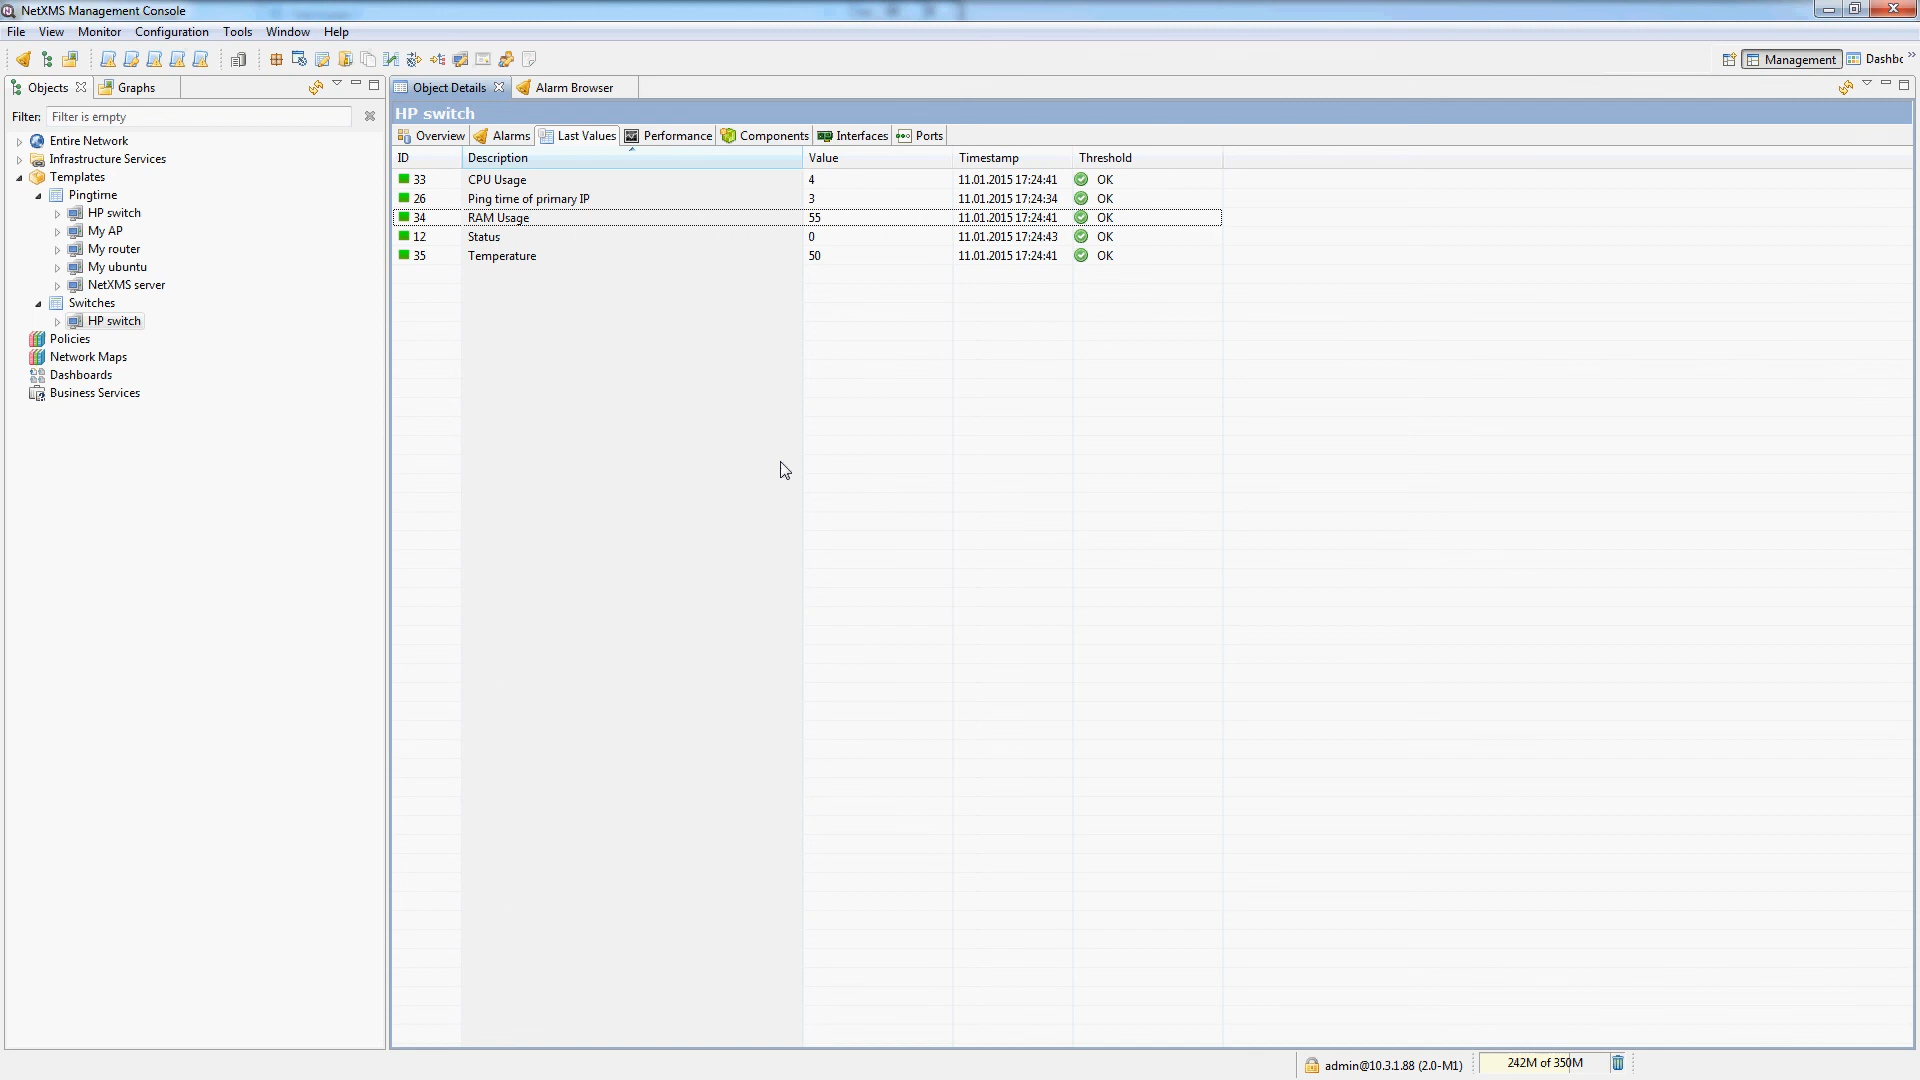 NetXMS Management Console
File View Monitor Configuration Tools Window Help
Management Dashbc
Objects Graphs
Object Details Alarm Browser
Filter: Filter is empty
HP switch
Overview Alarms Last Values Performance Components Interfaces Ports
Entire Network
Infrastructure Services
Templates
Pingtime
HP switch
My AP
My router
My ubuntu
NetXMS server
Switches
HP switch
Policies
Network Maps
Dashboards
Business Services
ID Description Value Timestamp Threshold
33 CPU Usage 4 11.01.2015 17:24:41 OK
26 Ping time of primary IP 3 11.01.2015 17:24:34 OK
34 RAM Usage 55 11.01.2015 17:24:41 OK
12 Status 0 11.01.2015 17:24:43 OK
35 Temperature 50 11.01.2015 17:24:41 OK
admin@10.3.1.88 (2.0-M1) 242M of 350M